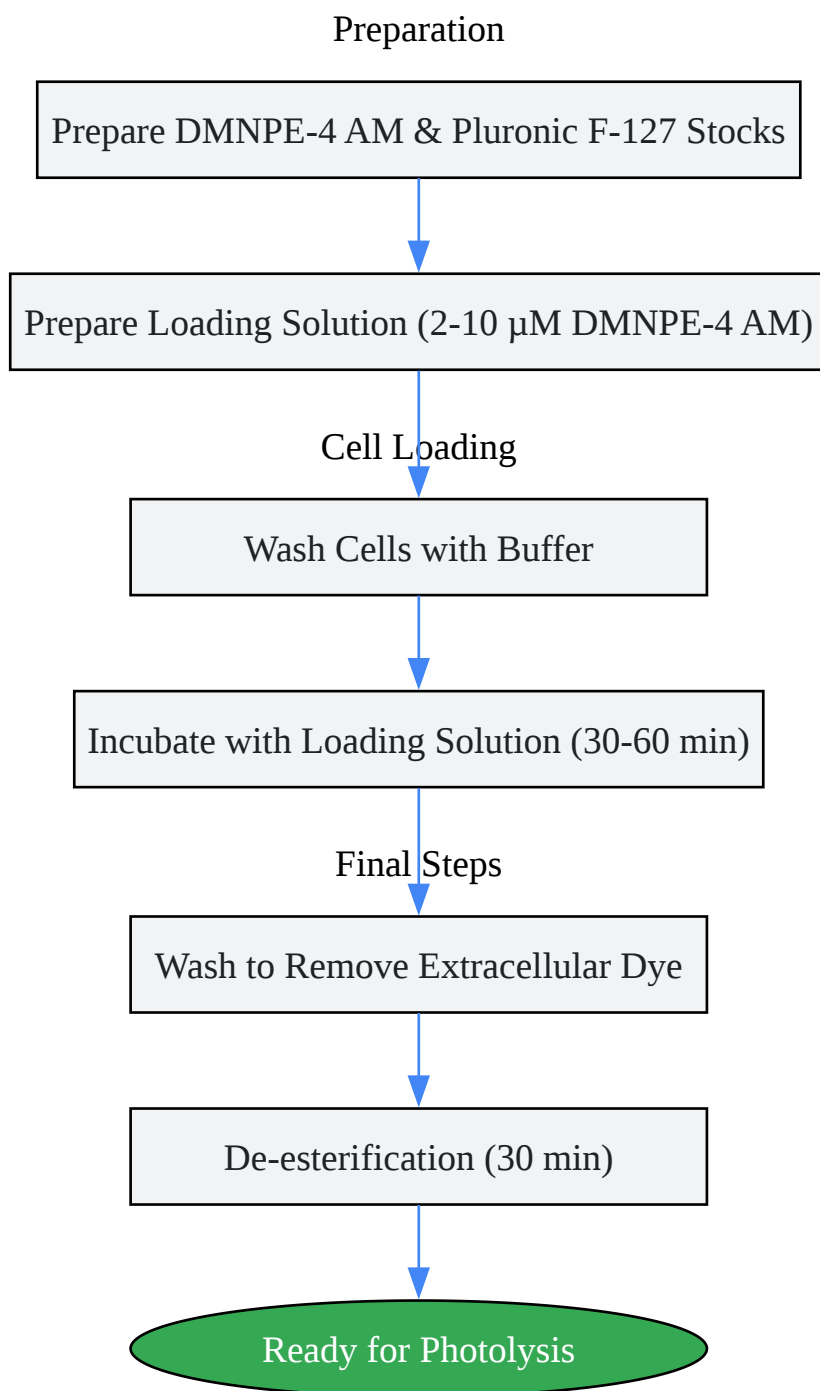 Preparation
Prepare DMNPE-4 AM & Pluronic F-127 Stocks
Prepare Loading Solution (2-10 µM DMNPE-4 AM)
Cell Loading
Wash Cells with Buffer
Incubate with Loading Solution (30-60 min)
Final Steps
Wash to Remove Extracellular Dye
De-esterification (30 min)
Ready for Photolysis